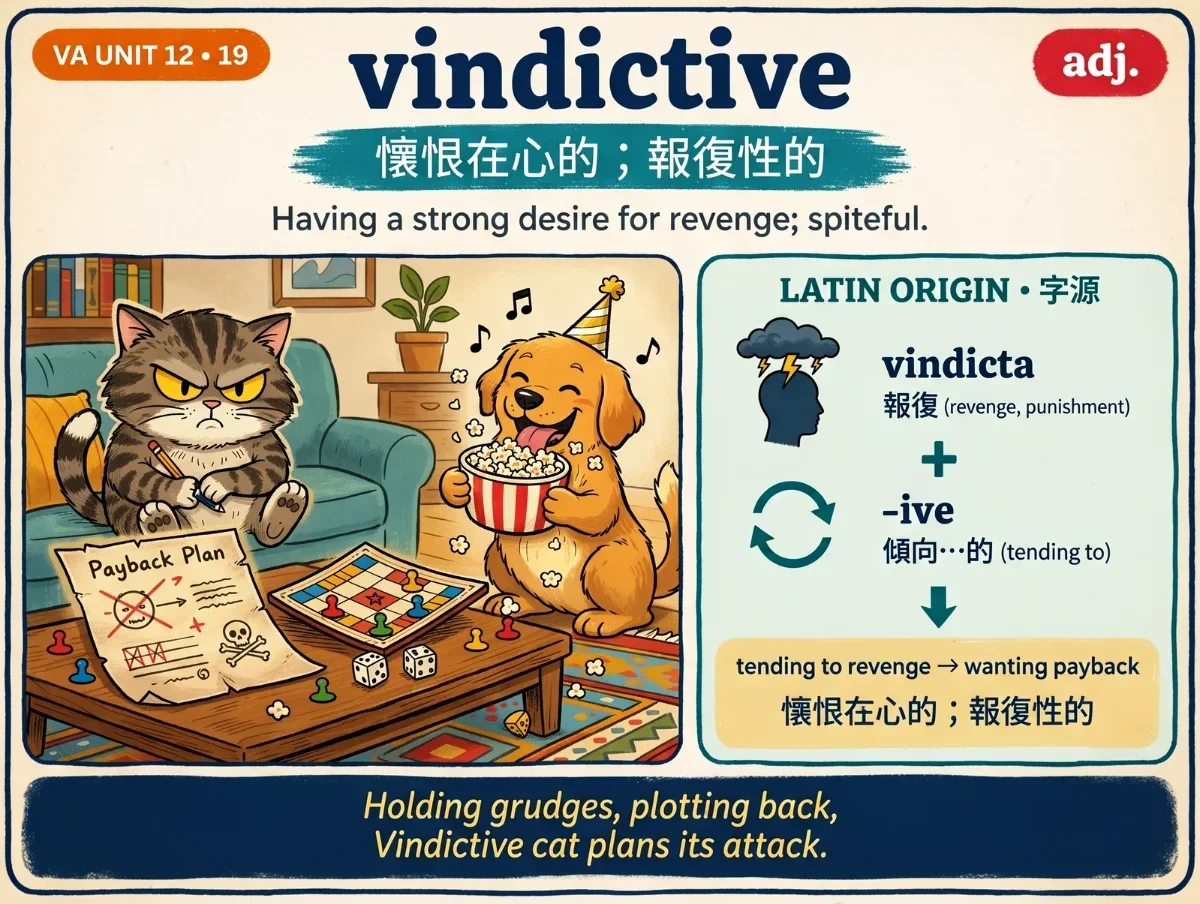 VA UNIT 12 • 19
vindictive
adj.
懷恨在心的；報復性的
Having a strong desire for revenge; spiteful.
Payback Plan
LATIN ORIGIN • 字源
vindicta
報復 (revenge, punishment)
+
-ive
傾向…的 (tending to)
tending to revenge → wanting payback
懷恨在心的；報復性的
Holding grudges, plotting back,
Vindictive cat plans its attack.